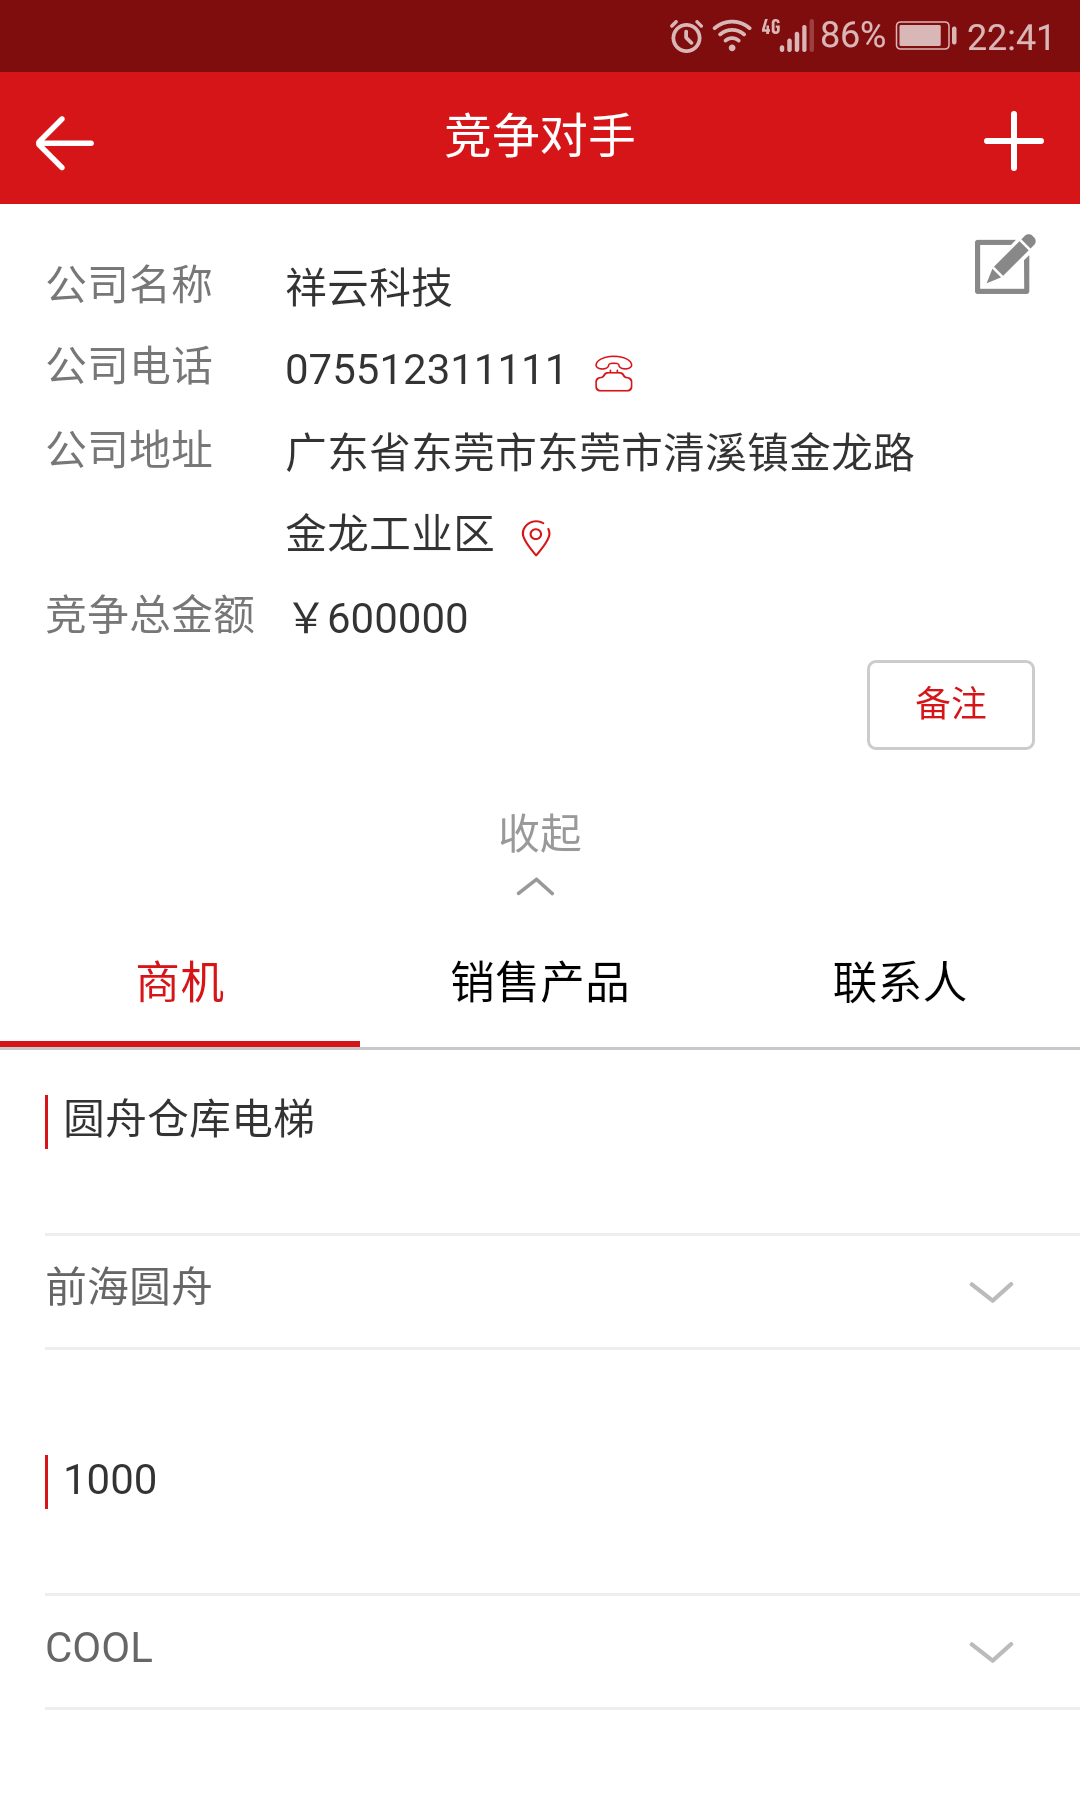 4G 86% 22:41
竞争对手
公司名称 祥云科技
公司电话 075512311111
公司地址 广东省东莞市东莞市清溪镇金龙路
金龙工业区
竞争总金额 ￥600000
备注
收起
商机 销售产品 联系人
圆舟仓库电梯
前海圆舟
1000
COOL